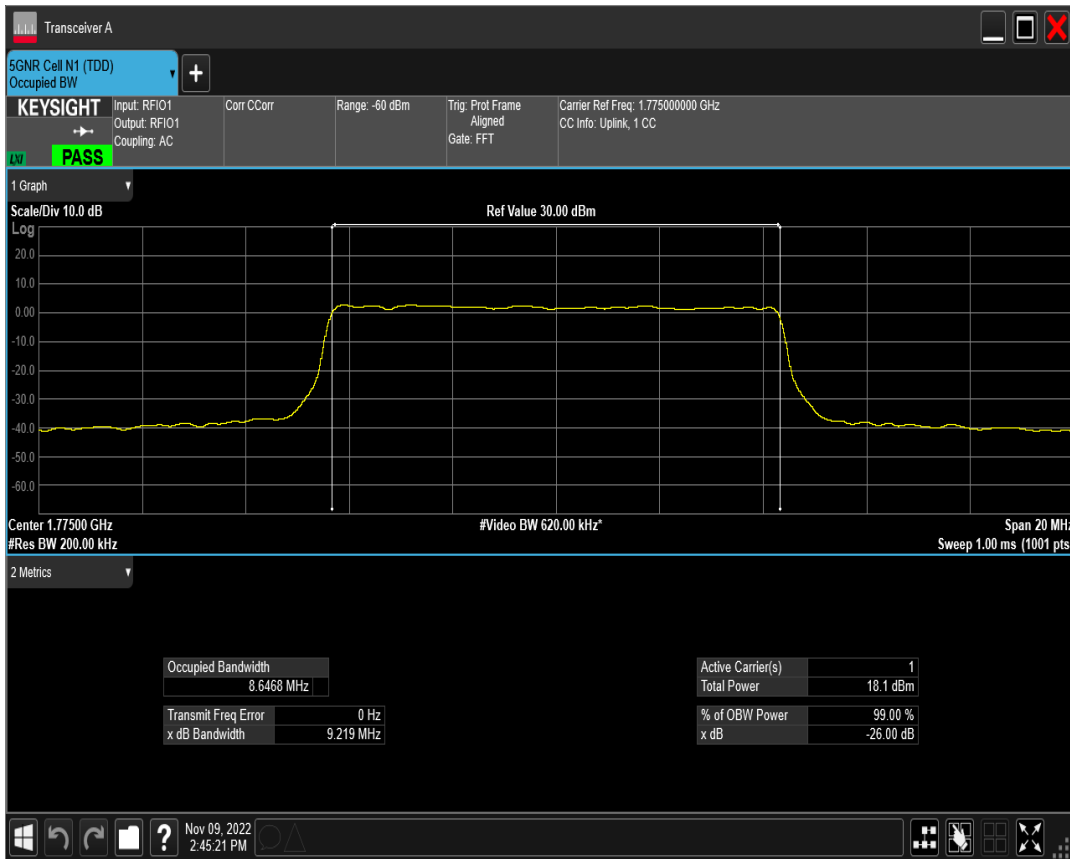 Transceiver A
5GNR Cell N1 (TDD)
Occupied BW
+
KEYSIGHT
LXI
PASS
Input: RFIO1
Output: RFIO1
Coupling: AC
Corr CCorr
Range: -60 dBm
Trig: Prot Frame
Aligned
Gate: FFT
Carrier Ref Freq: 1.775000000 GHz
CC Info: Uplink, 1 CC
1 Graph
Scale/Div 10.0 dB
Ref Value 30.00 dBm
Log
20.0
10.0
0.00
-10.0
-20.0
-30.0
-40.0
-50.0
-60.0
Center 1.77500 GHz
#Video BW 620.00 kHz*
Span 20 MHz
#Res BW 200.00 kHz
Sweep 1.00 ms (1001 pts
2 Metrics
Occupied Bandwidth
8.6468 MHz
Transmit Freq Error 0 Hz
x dB Bandwidth 9.219 MHz
Active Carrier(s) 1
Total Power 18.1 dBm
% of OBW Power 99.00 %
x dB -26.00 dB
?
Nov 09, 2022
2:45:21 PM